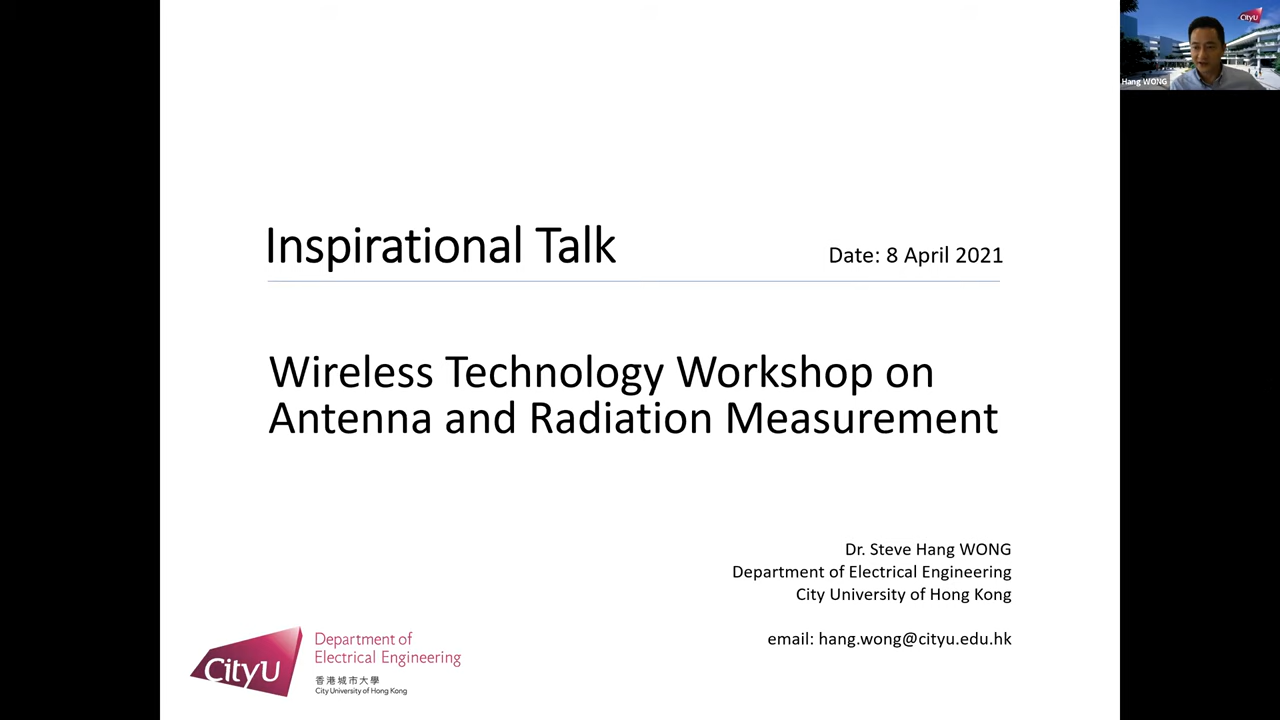 CityU
Hang WONG
Inspirational Talk
Date: 8 April 2021
Wireless Technology Workshop on
Antenna and Radiation Measurement
Dr. Steve Hang WONG
Department of Electrical Engineering
City University of Hong Kong
email: hang.wong@cityu.edu.hk
CityU
Department of
Electrical Engineering
香港城市大學
City University of Hong Kong